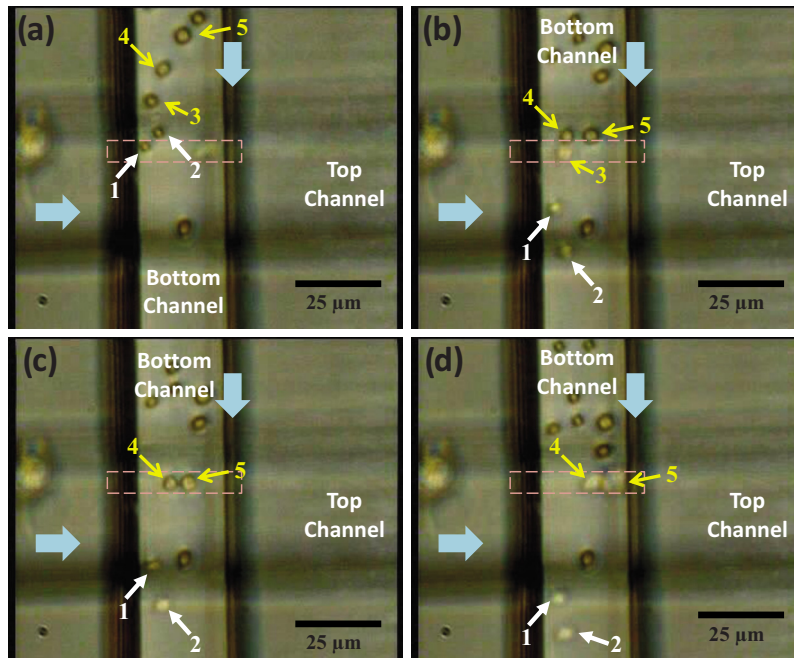 (a)
4
5
3
1
2
Top
Channel
Bottom
Channel
25 µm
(b)
Bottom
Channel
4
5
3
1
2
Top
Channel
25 µm
(c)
Bottom
Channel
4
5
Top
Channel
1
2
25 µm
(d)
Bottom
Channel
4
5
Top
Channel
1
2
25 µm